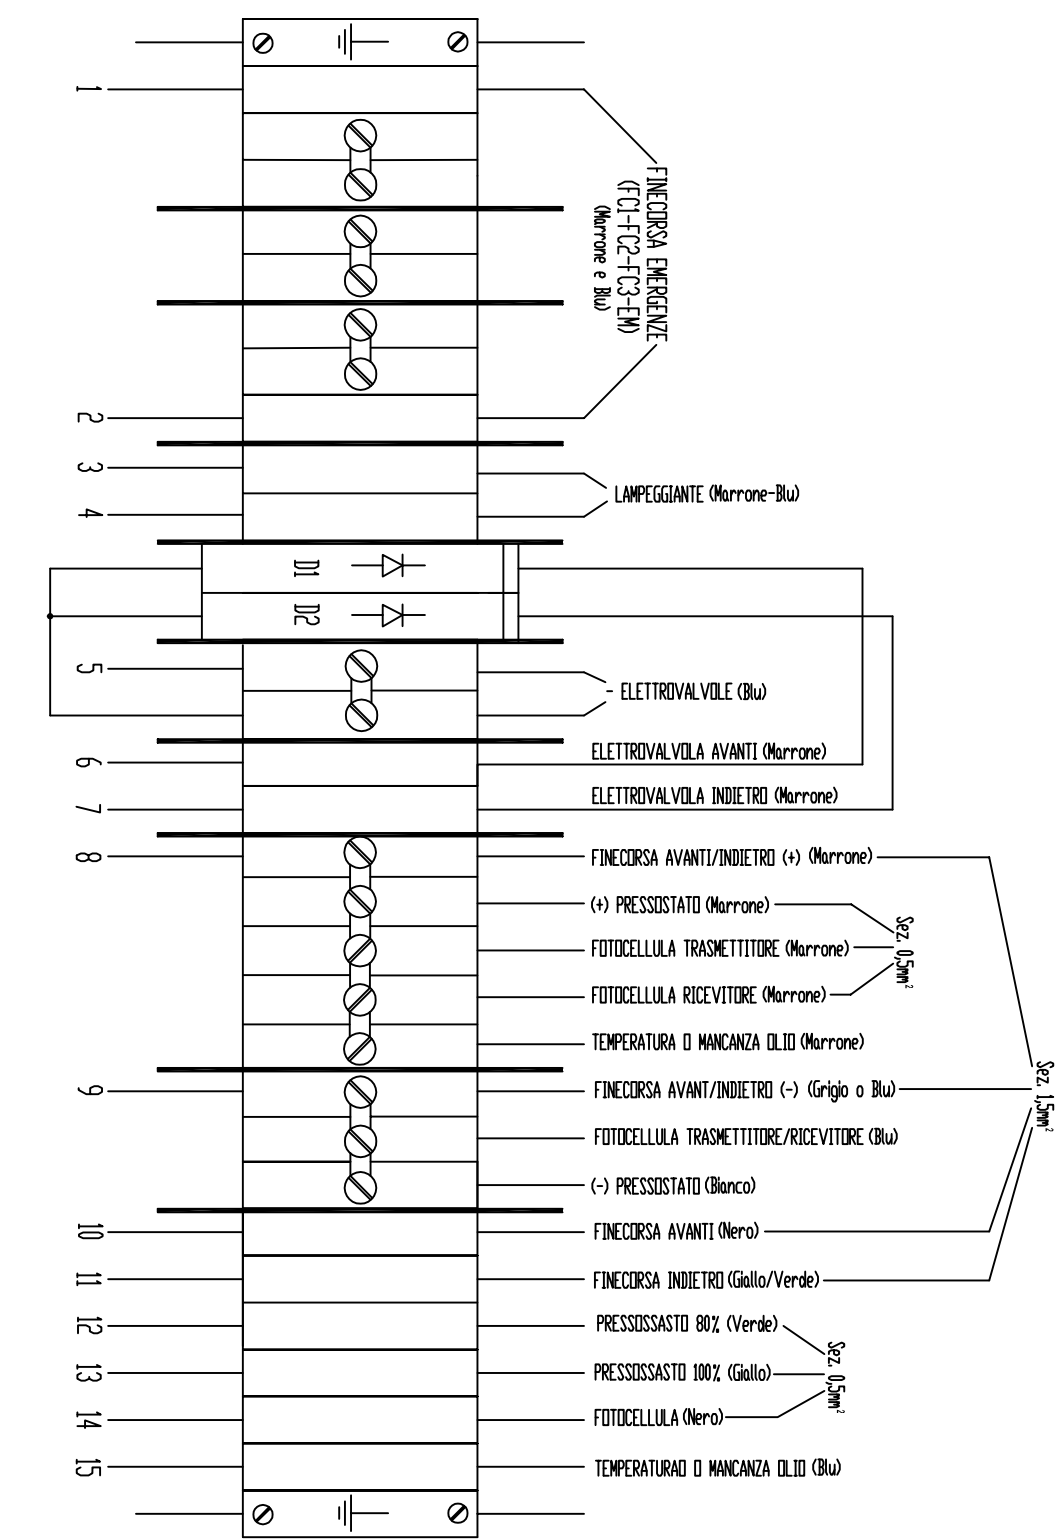 1
FINECORSA EMERGENZE
(FC1-FC2-FC3-EM)
(Marrone e Blu)
2
3
LAMPEGGIANTE (Marrone-Blu)
4
D1
D2
5
- ELETTROVALVOLE (Blu)
ELETTROVALVOLA AVANTI (Marrone)
6
ELETTROVALVOLA INDIETRO (Marrone)
7
8
FINECORSA AVANTI/INDIETRO (+) (Marrone)
(+) PRESSOSTATO (Marrone)
Sez. 0,5mm²
FOTOCELLULA TRASMETTITORE (Marrone)
FOTOCELLULA RICEVITORE (Marrone)
TEMPERATURA O MANCANZA OLIO (Marrone)
9
FINECORSA AVANT/INDIETRO (-) (Grigio o Blu)
Sez. 1,5mm²
FOTOCELLULA TRASMETTITORE/RICEVITORE (Blu)
(-) PRESSOSTATO (Bianco)
10
FINECORSA AVANTI (Nero)
11
FINECORSA INDIETRO (Giallo/Verde)
12
PRESSOSSASTO 80% (Verde)
13
PRESSOSSASTO 100% (Giallo)
Sez. 0,5mm²
14
FOTOCELLULA (Nero)
15
TEMPERATURAO O MANCANZA OLIO (Blu)